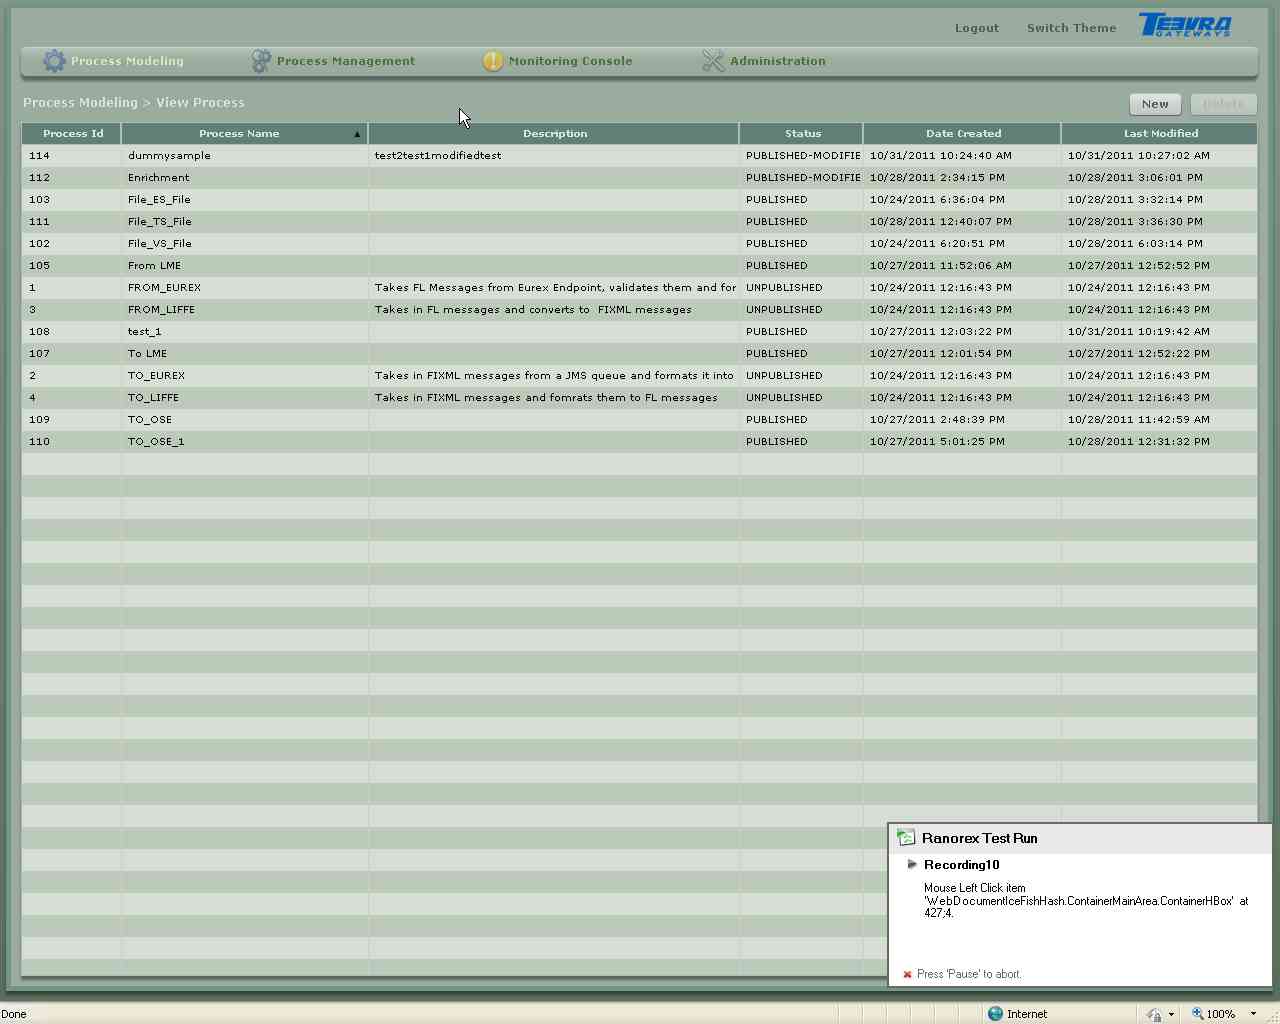 Logout Switch Theme TEEVRA GATEWAYS
Process Modeling Process Management Monitoring Console Administration
Process Modeling > View Process New Delete
Process Id Process Name Description Status Date Created Last Modified
114 dummysample test2test1modifiedtest PUBLISHED-MODIFIE 10/31/2011 10:24:40 AM 10/31/2011 10:27:02 AM
112 Enrichment PUBLISHED-MODIFIE 10/28/2011 2:34:15 PM 10/28/2011 3:06:01 PM
103 File_ES_File PUBLISHED 10/24/2011 6:36:04 PM 10/28/2011 3:32:14 PM
111 File_TS_File PUBLISHED 10/28/2011 12:40:07 PM 10/28/2011 3:36:30 PM
102 File_VS_File PUBLISHED 10/24/2011 6:20:51 PM 10/28/2011 6:03:14 PM
105 From LME PUBLISHED 10/27/2011 11:52:06 AM 10/27/2011 12:52:52 PM
1 FROM_EUREX Takes FL Messages from Eurex Endpoint, validates them and for UNPUBLISHED 10/24/2011 12:16:43 PM 10/24/2011 12:16:43 PM
3 FROM_LIFFE Takes in FL messages and converts to FIXML messages UNPUBLISHED 10/24/2011 12:16:43 PM 10/24/2011 12:16:43 PM
108 test_1 PUBLISHED 10/27/2011 12:03:22 PM 10/31/2011 10:19:42 AM
107 To LME PUBLISHED 10/27/2011 12:01:54 PM 10/27/2011 12:52:22 PM
2 TO_EUREX Takes in FIXML messages from a JMS queue and formats it into UNPUBLISHED 10/24/2011 12:16:43 PM 10/24/2011 12:16:43 PM
4 TO_LIFFE Takes in FIXML messages and fomrats them to FL messages UNPUBLISHED 10/24/2011 12:16:43 PM 10/24/2011 12:16:43 PM
109 TO_OSE PUBLISHED 10/27/2011 2:48:39 PM 10/28/2011 11:42:59 AM
110 TO_OSE_1 PUBLISHED 10/27/2011 5:01:25 PM 10/28/2011 12:31:32 PM
Ranorex Test Run
Recording10
Mouse Left Click item
'WebDocumentIceFishHash.ContainerMainArea.ContainerHBox' at
427;4.
Press 'Pause' to abort.
Done Internet 100%